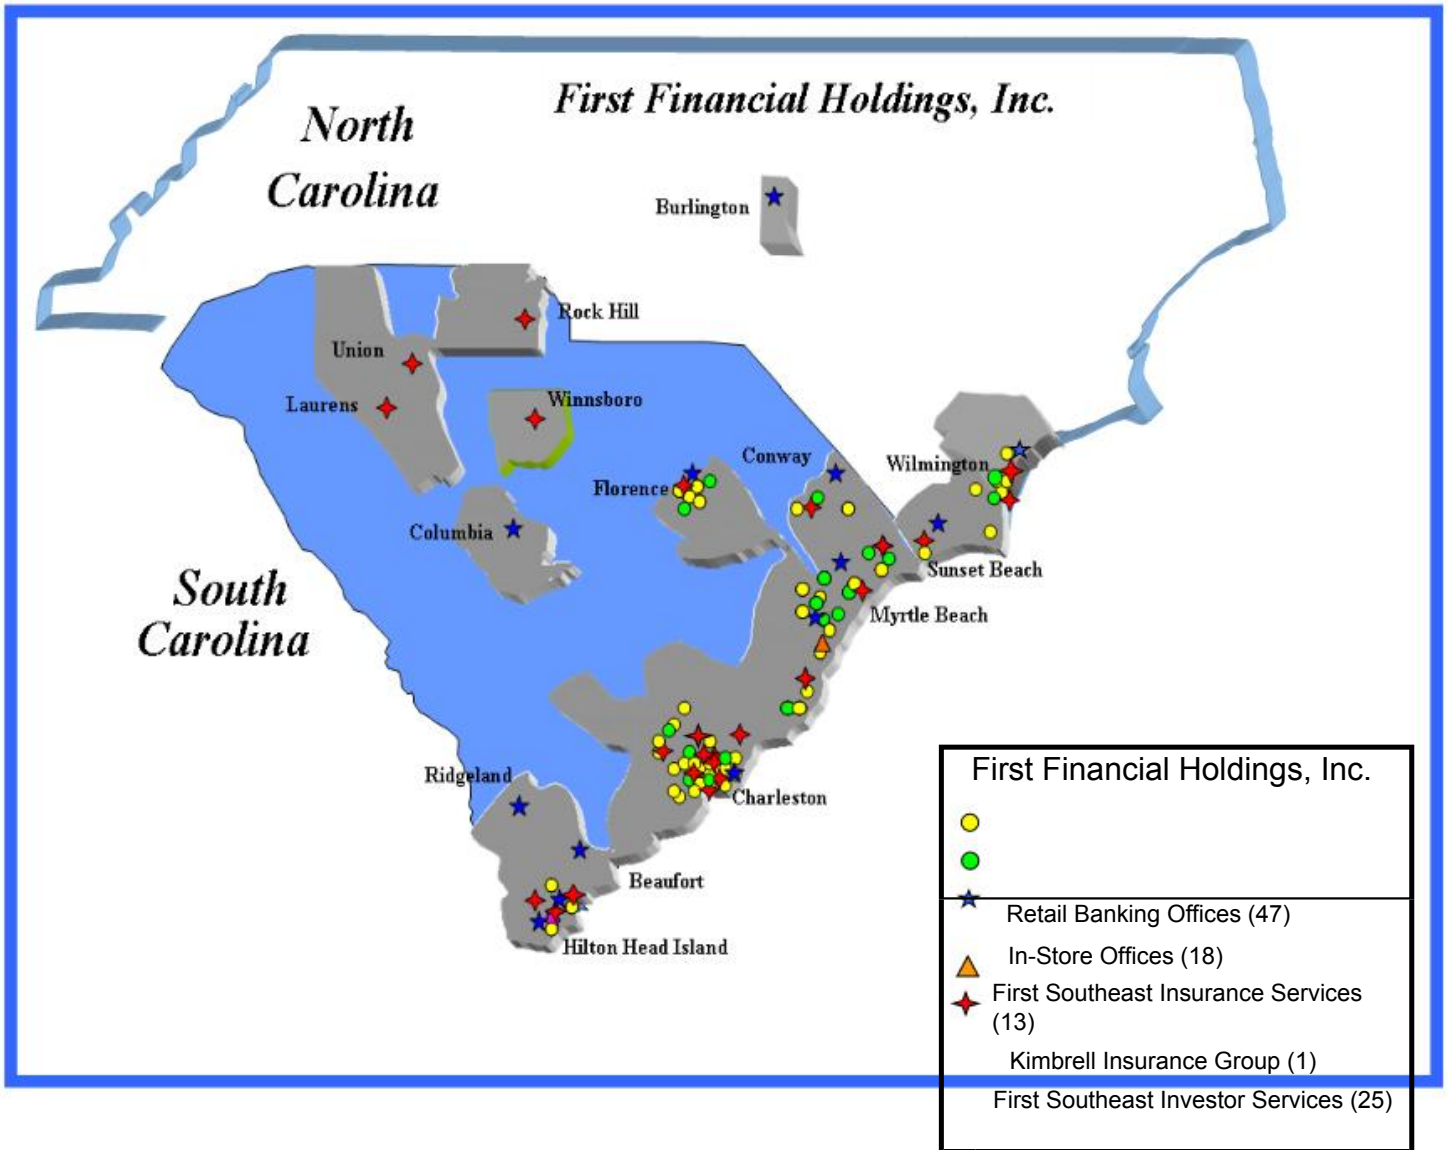 First Financial Holdings, Inc.
North
Carolina
Burlington
Rock Hill
Union
Laurens
Winnsboro
Conway
Wilmington
Florence
Columbia
Sunset Beach
South
Carolina
Myrtle Beach
Ridgeland
Charleston
Beaufort
Hilton Head Island
First Financial Holdings, Inc.
Retail Banking Offices (47)
In-Store Offices (18)
First Southeast Insurance Services
(13)
Kimbrell Insurance Group (1)
First Southeast Investor Services (25)